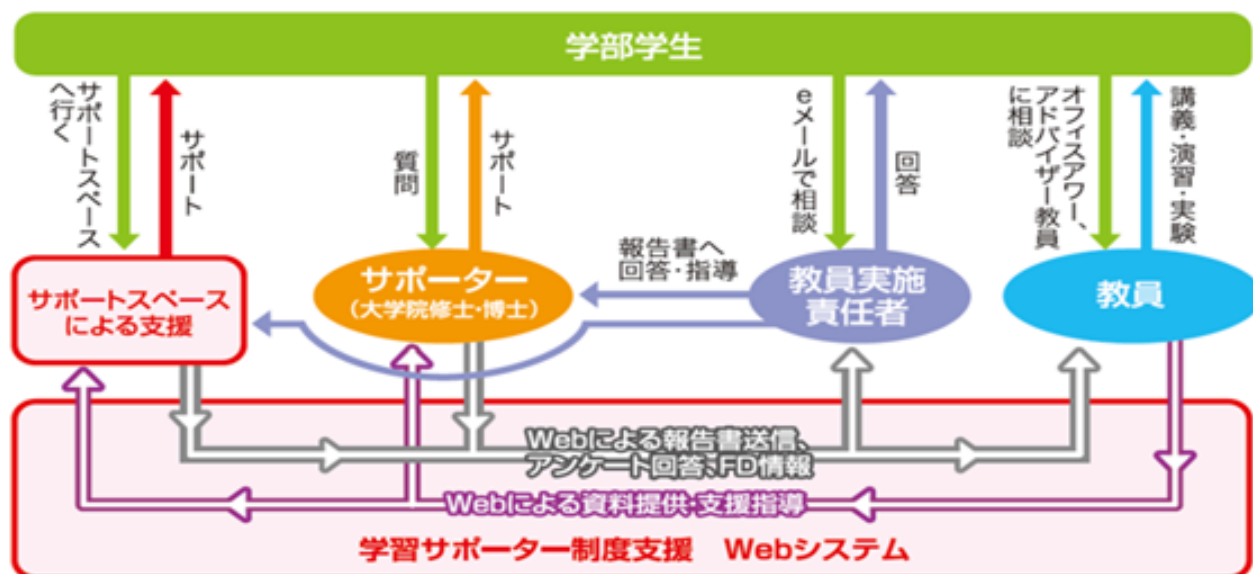 学部学生
サポートスペース
へ行く
サポート
質問
サポート
eメールで相談
回答
オフィスアワー、
アドバイザー教員
に相談
講義・演習・実験
報告書へ
回答・指導
サポートスペース
による支援
サポーター
（大学院修士・博士）
教員実施
責任者
教員
Webによる報告書送信、
アンケート回答、FD情報
Webによる資料提供・支援指導
学習サポーター制度支援　Webシステム